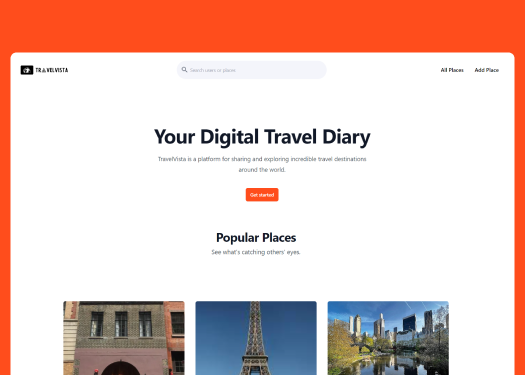 TRAVELVISTA
Search users or places
All Places
Add Place
Your Digital Travel Diary
TravelVista is a platform for sharing and exploring incredible travel destinations
around the world.
Get started
Popular Places
See what's catching others' eyes.